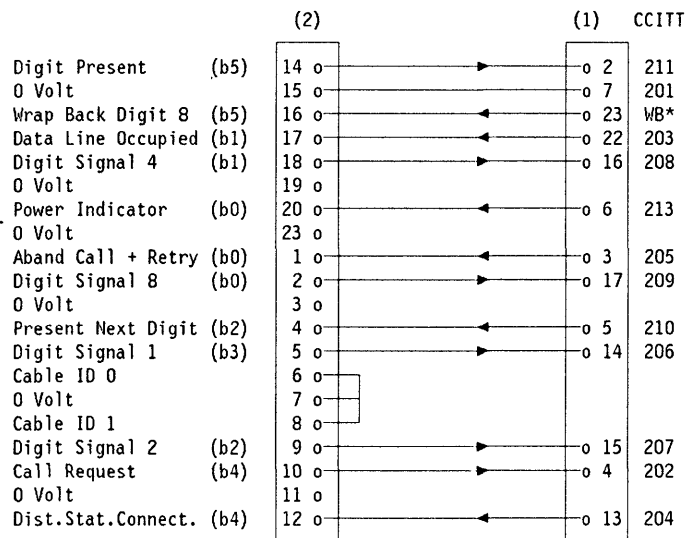 (2) (1) CCITT
Digit Present (b5) 14 o o 2 211
0 Volt 15 o o 7 201
Wrap Back Digit 8 (b5) 16 o o 23 WB*
Data Line Occupied (b1) 17 o o 22 203
Digit Signal 4 (b1) 18 o o 16 208
0 Volt 19 o
Power Indicator (b0) 20 o o 6 213
0 Volt 23 o
Aband Call + Retry (b0) 1 o o 3 205
Digit Signal 8 (b0) 2 o o 17 209
0 Volt 3 o
Present Next Digit (b2) 4 o o 5 210
Digit Signal 1 (b3) 5 o o 14 206
Cable ID 0 6 o
0 Volt 7 o
Cable ID 1 8 o
Digit Signal 2 (b2) 9 o o 15 207
Call Request (b4) 10 o o 4 202
0 Volt 11 o
Dist.Stat.Connect. (b4) 12 o o 13 204